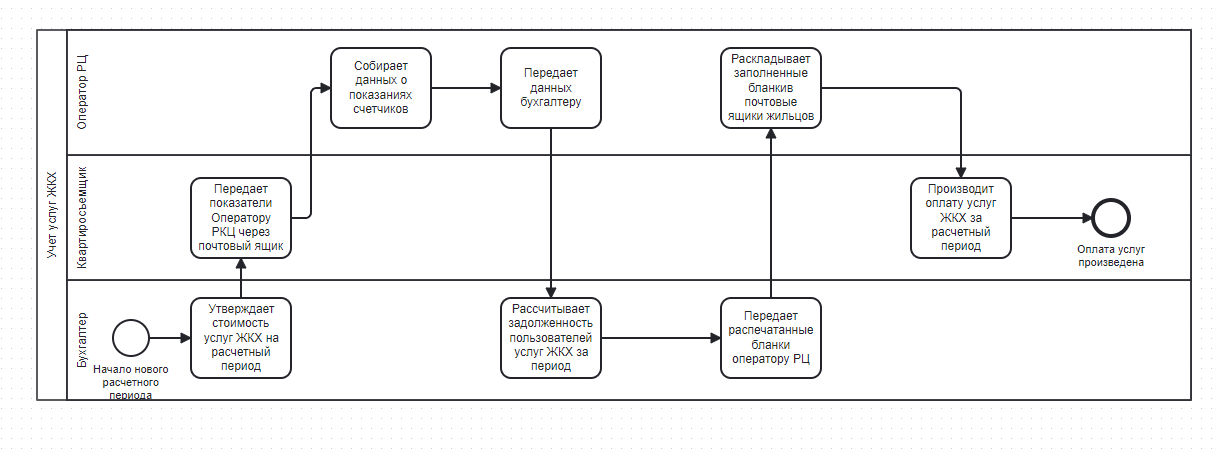 Учет услуг ЖКХ
Оператор РЦ
Собирает
данных о
показаниях
счетчиков
Передает
данных
бухгалтеру
Раскладывает
заполненные
бланкив
почтовые
ящики жильцов
Квартиросьемщик
Передает
показатели
Оператору
РКЦ через
почтовый ящик
Производит
оплату услуг
ЖКХ за
расчетный
период
Оплата услуг
произведена
Бухгалтер
Начало нового
расчетного
периода
Утверждает
стоимость
услуг ЖКХ на
расчетный
период
Рассчитывает
задолженность
пользователей
услуг ЖКХ за
период
Передает
распечатанные
бланки
оператору РЦ